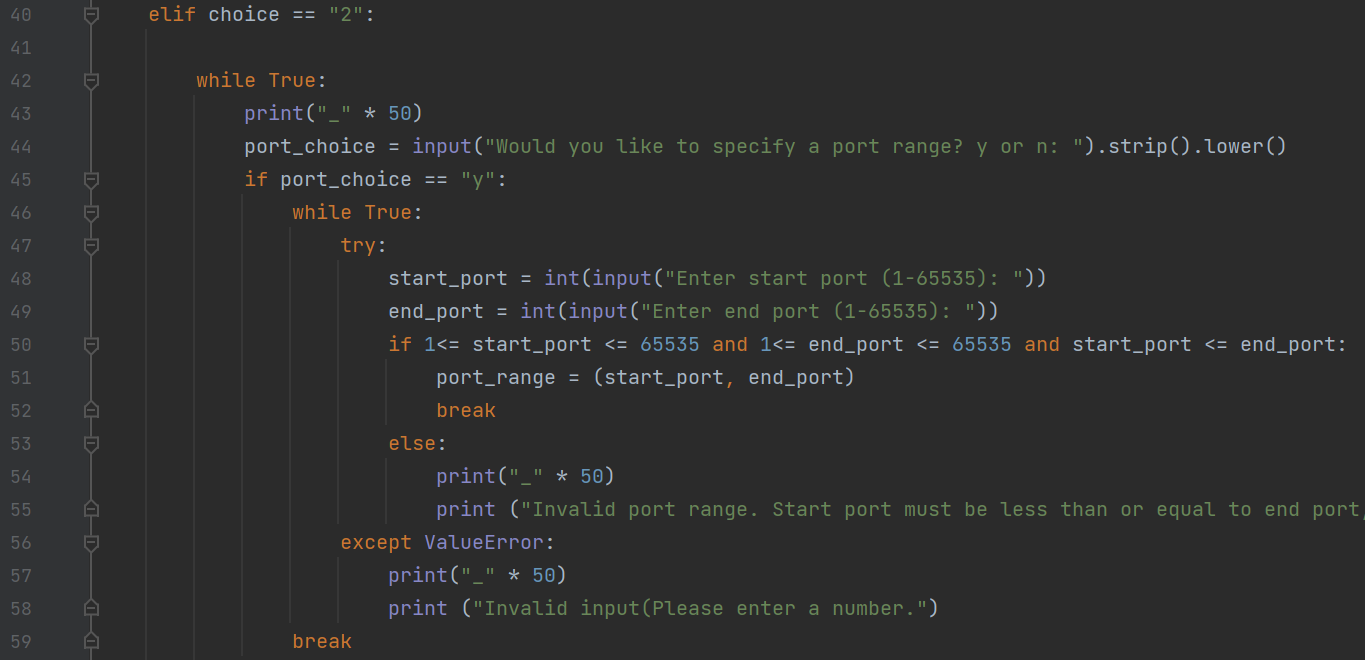 40 elif choice == "2":
41
42 while True:
43 print("_" * 50)
44 port_choice = input("Would you like to specify a port range? y or n: ").strip().lower()
45 if port_choice == "y":
46 while True:
47 try:
48 start_port = int(input("Enter start port (1-65535): "))
49 end_port = int(input("Enter end port (1-65535): "))
50 if 1<= start_port <= 65535 and 1<= end_port <= 65535 and start_port <= end_port:
51 port_range = (start_port, end_port)
52 break
53 else:
54 print("_" * 50)
55 print ("Invalid port range. Start port must be less than or equal to end port,
56 except ValueError:
57 print("_" * 50)
58 print ("Invalid input(Please enter a number.")
59 break